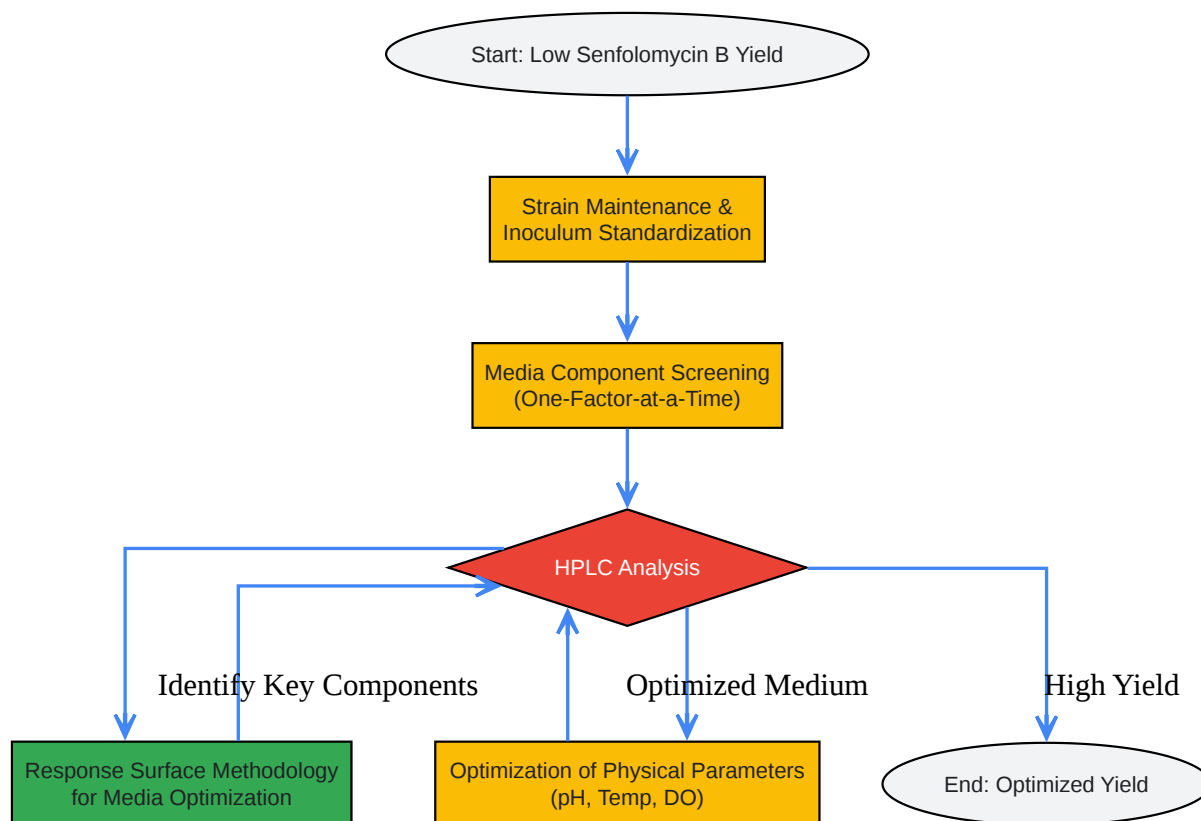 Start: Low Senfolomycin B Yield
Strain Maintenance &
Inoculum Standardization
Media Component Screening
(One-Factor-at-a-Time)
HPLC Analysis
Identify Key Components
Optimized Medium
High Yield
Response Surface Methodology
for Media Optimization
Optimization of Physical Parameters
(pH, Temp, DO)
End: Optimized Yield